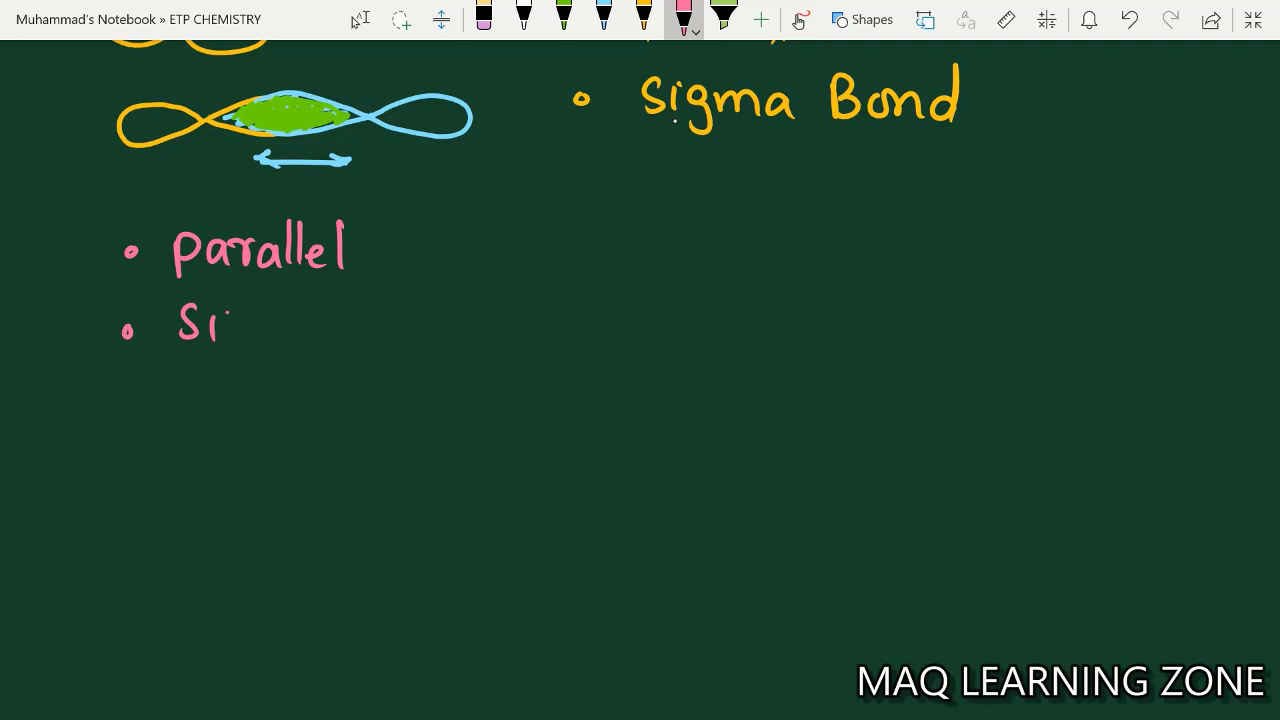 Muhammad's Notebook » ETP CHEMISTRY
Shapes
• Sigma Bond
• Parallel
• Si
MAQ LEARNING ZONE